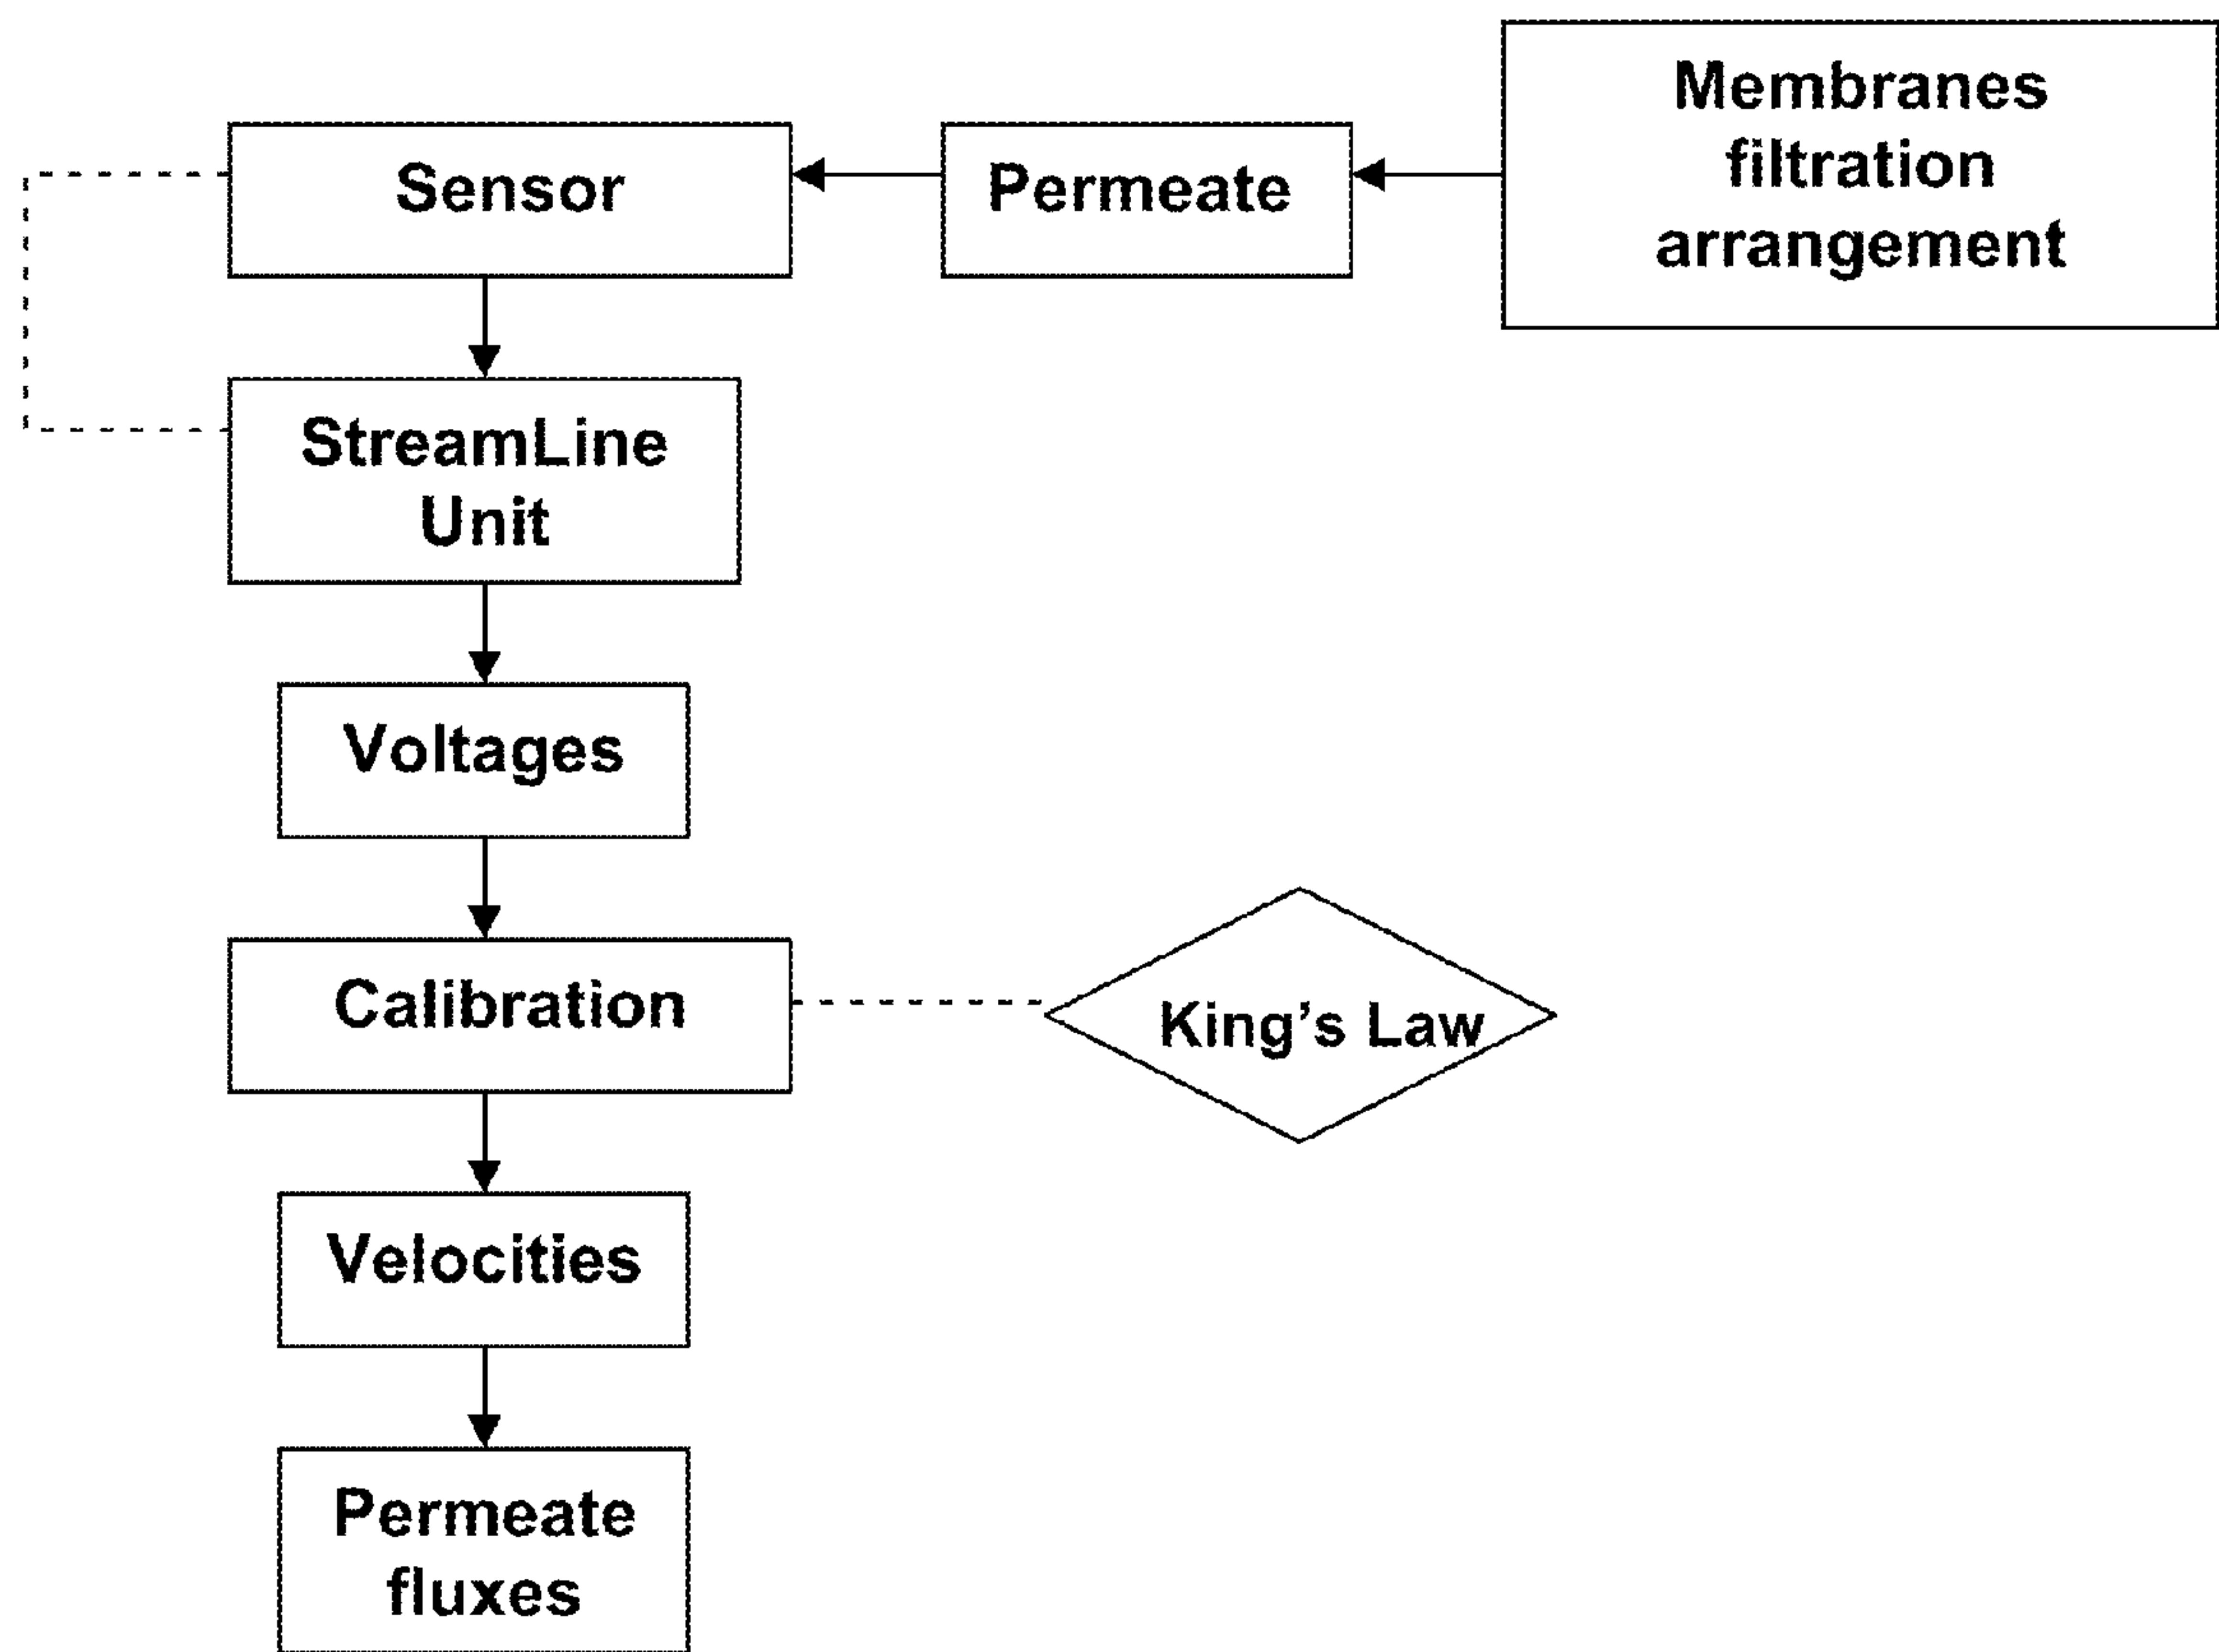 Membranes
filtration
arrangement
Permeate
Sensor
StreamLine
Unit
Voltages
Calibration
King’s Law
Velocities
Permeate
fluxes